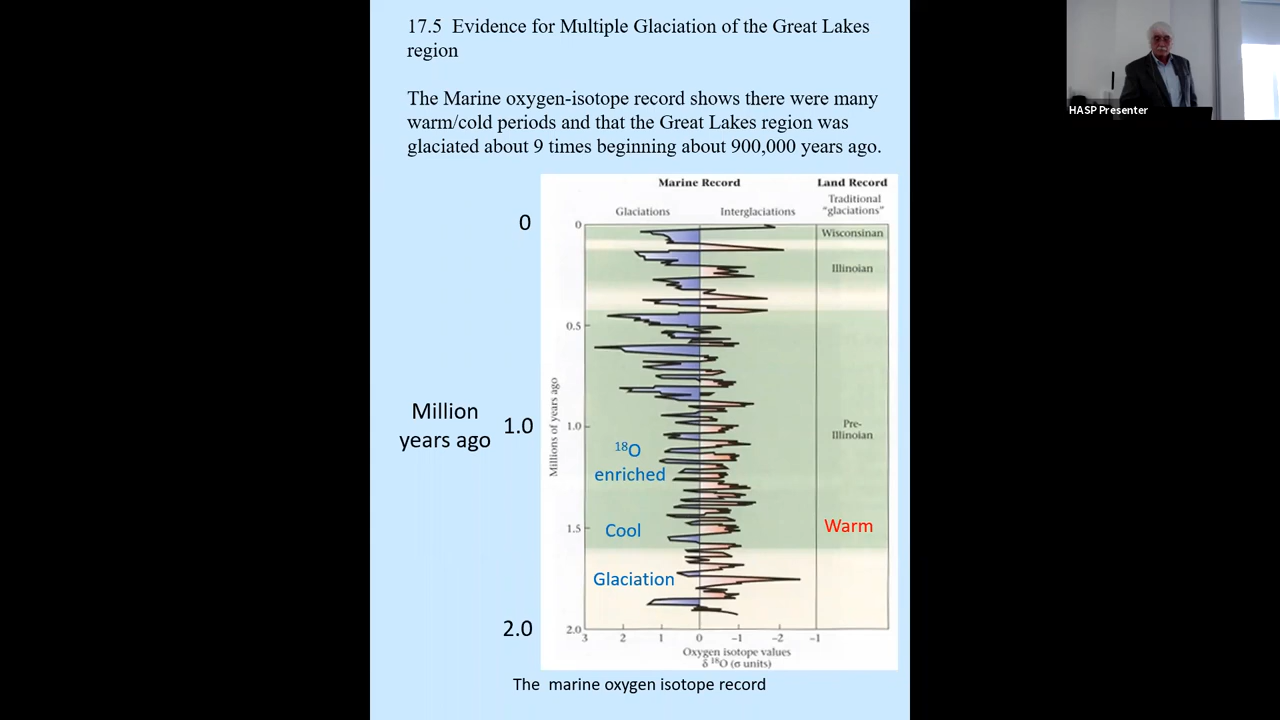 17.5 Evidence for Multiple Glaciation of the Great Lakes
region
The Marine oxygen-isotope record shows there were many
warm/cold periods and that the Great Lakes region was
glaciated about 9 times beginning about 900,000 years ago.
HASP Presenter
Marine Record
Land Record
Glaciations
Interglaciations
Traditional
"glaciations"
0
0
Wisconsinan
Illinoian
0.5
Million
years ago
1.0
1.0
Millions of years ago
Pre-
Illinoian
18O
enriched
1.5
Cool
Warm
Glaciation
2.0
2.0
3 2 1 0 -1 -2 -1
Oxygen isotope values
δ 18O (σ units)
The marine oxygen isotope record